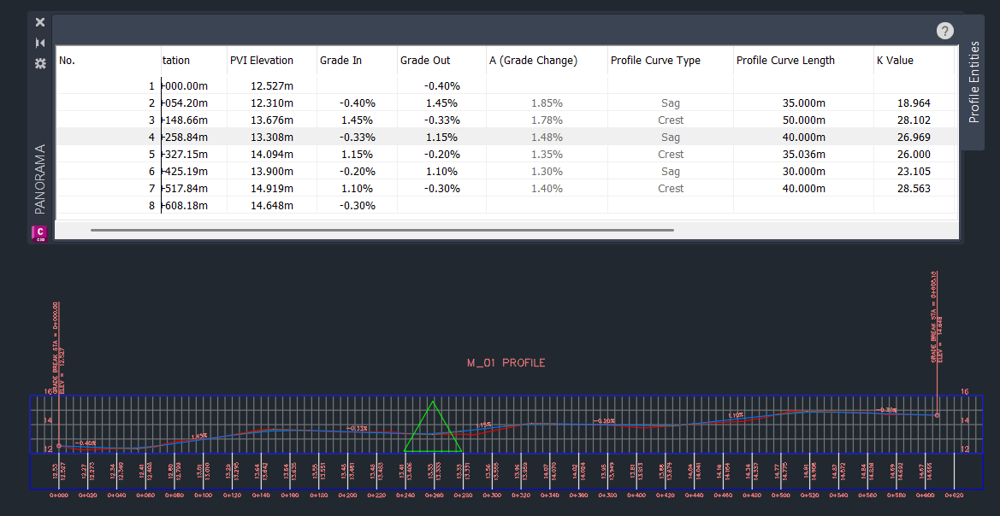 ?
No. tation PVI Elevation Grade In Grade Out A (Grade Change) Profile Curve Type Profile Curve Length K Value
1 +000.00m 12.527m -0.40%
2 +054.20m 12.310m -0.40% 1.45% 1.85% Sag 35.000m 18.964
3 +148.66m 13.676m 1.45% -0.33% 1.78% Crest 50.000m 28.102
4 +258.84m 13.308m -0.33% 1.15% 1.48% Sag 40.000m 26.969
5 +327.15m 14.094m 1.15% -0.20% 1.35% Crest 35.036m 26.000
6 +425.19m 13.900m -0.20% 1.10% 1.30% Sag 30.000m 23.105
7 +517.84m 14.919m 1.10% -0.30% 1.40% Crest 40.000m 28.563
8 +608.18m 14.648m -0.30%
PANORAMA
Profile Entities
C
C3D
GRADE BREAK STA = 0+000.00
ELEV = 12.527
GRADE BREAK STA = 0+608.18
ELEV = 14.648
M_01 PROFILE
16 16
14 14
12 12
-0.40% 1.45% -0.33% 1.15% -0.20% 1.10% -0.30%
0+000 0+020 0+040 0+060 0+080 0+100 0+120 0+140 0+160 0+180 0+200 0+220 0+240 0+260 0+280 0+300 0+320 0+340 0+360 0+380 0+400 0+420 0+440 0+460 0+480 0+500 0+520 0+540 0+560 0+580 0+600 0+620